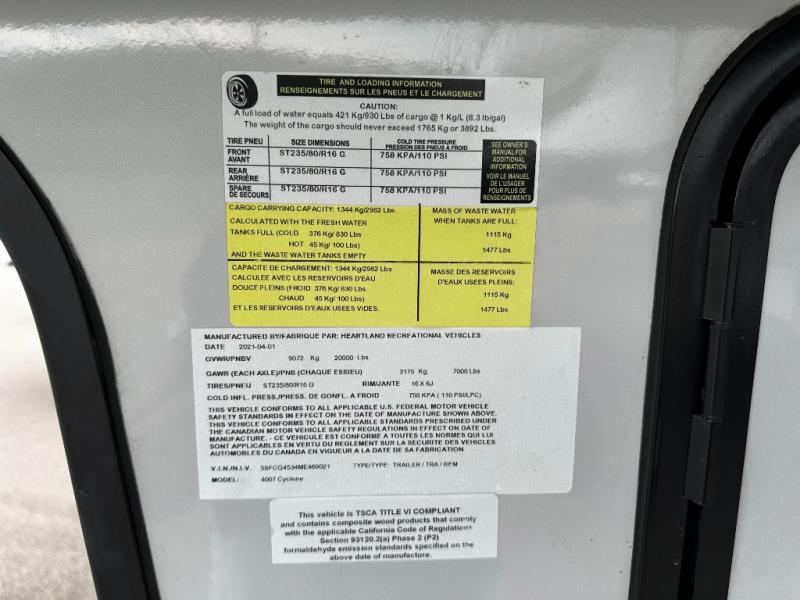 TIRE AND LOADING INFORMATION
RENSEIGNEMENTS SUR LES PNEUS ET LE CHARGEMENT
CAUTION:
A full load of water equals 421 Kg/930 Lbs of cargo @ 1 Kg/L (8.3 lb/gal)
The weight of the cargo should never exceed 1765 Kg or 3892 Lbs.
TIRE PNEU SIZE DIMENSIONS COLD TIRE PRESSURE
PRESSION DES PNEUS À FROID
FRONT
AVANT ST235/80/R16 G 758 KPA/110 PSI
REAR
ARRIÈRE ST235/80/R16 G 758 KPA/110 PSI
SPARE
DE SECOURS ST235/80/R16 G 758 KPA/110 PSI
SEE OWNER'S
MANUAL FOR
ADDITIONAL
INFORMATION
VOIR LE MANUEL
DE L'USAGER
POUR PLUS DE
RENSEIGNEMENTS
CARGO CARRYING CAPACITY: 1344 Kg/2962 Lbs
CALCULATED WITH THE FRESH WATER
TANKS FULL (COLD 376 Kg/ 830 Lbs
HOT 45 Kg/ 100 Lbs)
AND THE WASTE WATER TANKS EMPTY
MASS OF WASTE WATER
WHEN TANKS ARE FULL:
1115 Kg
1477 Lbs
CAPACITE DE CHARGEMENT: 1344 Kg/2962 Lbs
CALCULEE AVEC LES RESERVOIRS D'EAU
DOUCE PLEINS (FROID 376 Kg/ 830 Lbs
CHAUD 45 Kg/ 100 Lbs)
ET LES RESERVOIRS D'EAU USEES VIDES.
MASSE DES RESERVOIRS
D'EAUX USEES PLEINS:
1115 Kg
1477 Lbs
MANUFACTURED BY/FABRIQUE PAR: HEARTLAND RECREATIONAL VEHICLES
DATE 2021-04-01
GVWR/PNBV 9072 Kg 20000 Lbs
GAWR (EACH AXLE)/PNB (CHAQUE ESSIEU) 3175 Kg 7000 Lbs
TIRES/PNEU ST235/80/R16 G RIM/JANTE 16 X 6J
COLD INFL. PRESS./PRESS. DE GONFL. A FROID 758 KPA ( 110 PSI/LPC)
THIS VEHICLE CONFORMS TO ALL APPLICABLE U.S. FEDERAL MOTOR VEHICLE
SAFETY STANDARDS IN EFFECT ON THE DATE OF MANUFACTURE SHOWN ABOVE.
THIS VEHICLE CONFORMS TO ALL APPLICABLE STANDARDS PRESCRIBED UNDER
THE CANADIAN MOTOR VEHICLE SAFETY REGULATIONS IN EFFECT ON DATE OF
MANUFACTURE. - CE VEHICULE EST CONFORME A TOUTES LES NORMES QUI LUI
SONT APPLICABLES EN VERTU DU REGLEMENT SUR LA SECURITE DES VEHICLES
AUTOMOBILES DU CANADA EN VIGUEUR A LA DATE DE SA FABRICATION
V.I.N./N.I.V. 5SFCG4534ME469021 TYPE/TYPE: TRAILER / TRA / REM
MODEL: 4007 Cyclone
This vehicle is TSCA TITLE VI COMPLIANT
and contains composite wood products that comply
with the applicable California Code of Regulations
Section 93120.2(a) Phase 2 (P2)
formaldehyde emission standards specified on the
above date of manufacture.